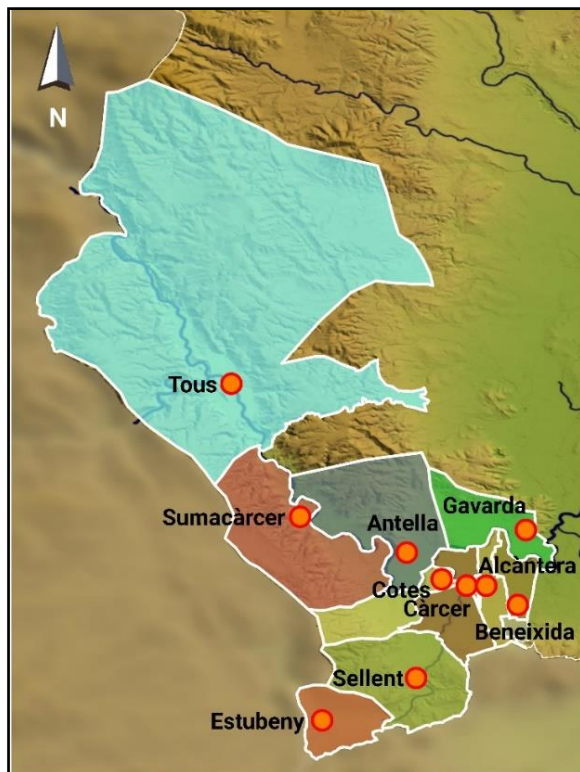 N
Tous
Sumacàrcer
Antella
Gavarda
Cotes
Alcàntera
Càrcer
Beneixida
Sellent
Estubeny